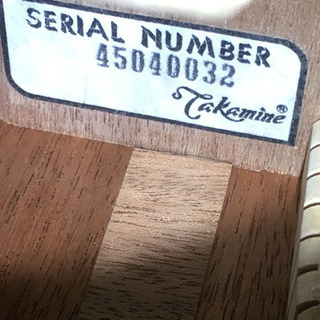 SERIAL NUMBER
45040032
Takamine®